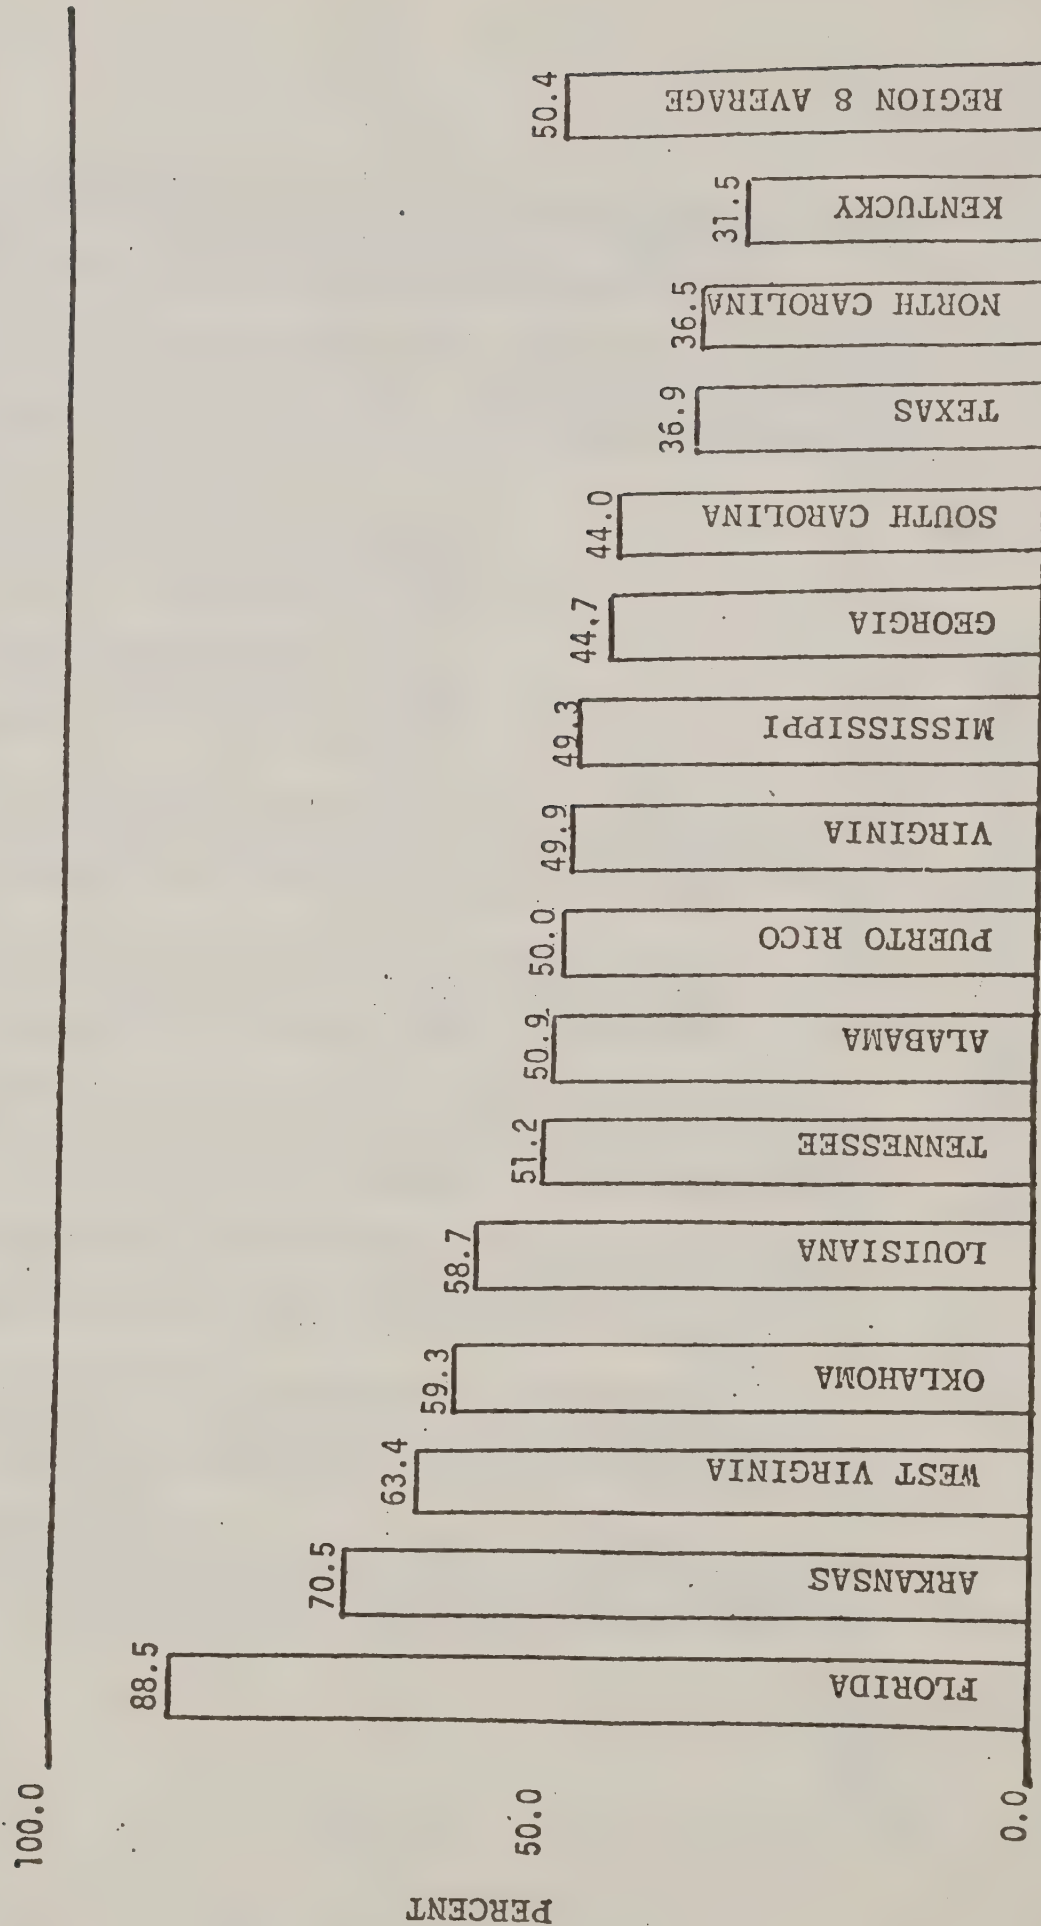 100.0
50.0
0.0
PERCENT
88.5
FLORIDA
70.5
ARKANSAS
63.4
WEST VIRGINIA
59.3
OKLAHOMA
58.7
LOUISIANA
51.2
TENNESSEE
50.9
ALABAMA
50.0
PUERTO RICO
49.9
VIRGINIA
49.3
MISSISSIPPI
44.7
GEORGIA
44.0
SOUTH CAROLINA
36.9
TEXAS
36.5
NORTH CAROLINA
31.5
KENTUCKY
50.4
REGION 8 AVERAGE